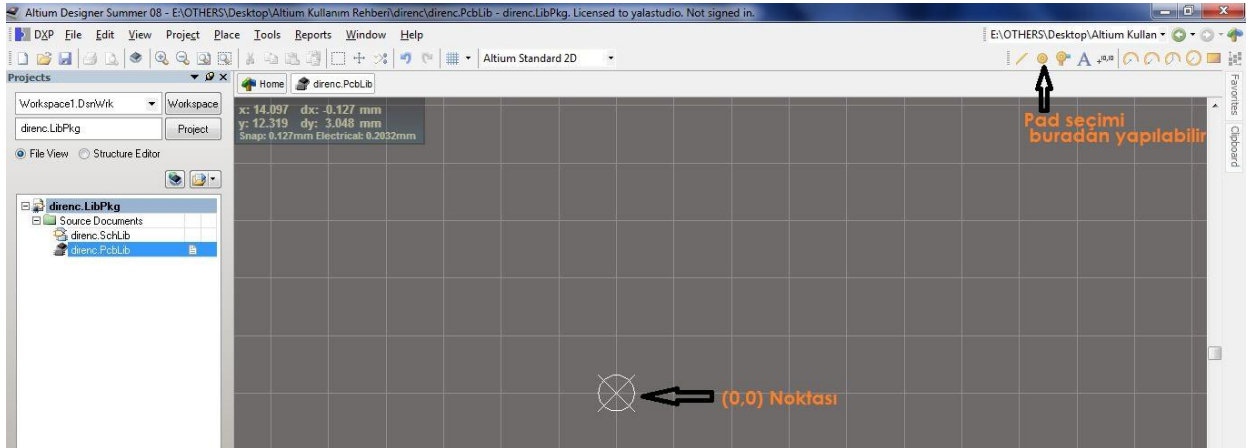 Altium Designer Summer 08 - E:\OTHERS\Desktop\Altium Kullanım Rehberi\direnc\direnc.PcbLib - direnc.LibPkg. Licensed to yalastudio. Not signed in.
DXP File Edit View Project Place Tools Reports Window Help
E:\OTHERS\Desktop\Altium Kullan
Altium Standard 2D
Projects
Home direnc.PcbLib
Workspace1.DsnWrk Workspace
direnc.LibPkg Project
File View Structure Editor
direnc.LibPkg
Source Documents
direnc.SchLib
direnc.PcbLib
x: 14.097 dx: -0.127 mm
y: 12.319 dy: 3.048 mm
Snap: 0.127mm Electrical: 0.2032mm
Pad seçimi
buradan yapılabilir
(0,0) Noktası
Favorites
Clipboard